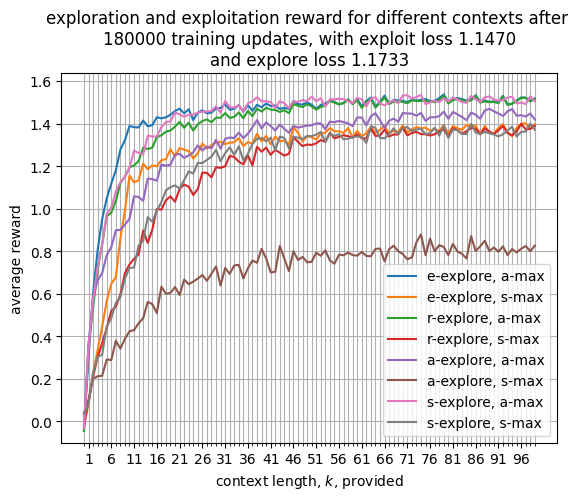 exploration and exploitation reward for different contexts after
180000 training updates, with exploit loss 1.1470
and explore loss 1.1733
1.6
1.4
1.2
1.0
0.8
0.6
0.4
0.2
0.0
average reward
e-explore, a-max
e-explore, s-max
r-explore, a-max
r-explore, s-max
a-explore, a-max
a-explore, s-max
s-explore, a-max
s-explore, s-max
1 6 11 16 21 26 31 36 41 46 51 56 61 66 71 76 81 86 91 96
context length, k, provided